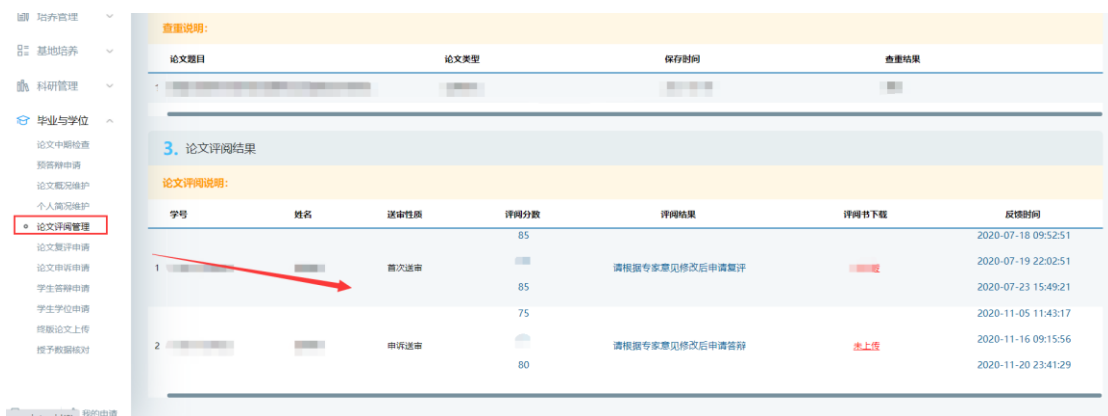 培养管理
基地培养
科研管理
毕业与学位
论文中期检查
预答辩申请
论文概况维护
个人简况维护
论文评阅管理
论文复评申请
论文申诉申请
学生答辩申请
学生学位申请
终版论文上传
授予数据核对
我的申请
查重说明:
论文题目 论文类型 保存时间 查重结果
1
3. 论文评阅结果
论文评阅说明:
学号 姓名 送审性质 评阅分数 评阅结果 评阅书下载 反馈时间
85 2020-07-18 09:52:51
1 首次送审 请根据专家意见修改后申请复评 2020-07-19 22:02:51
85 2020-07-23 15:49:21
75 2020-11-05 11:43:17
2 申诉送审 请根据专家意见修改后申请答辩 未上传 2020-11-16 09:15:56
80 2020-11-20 23:41:29